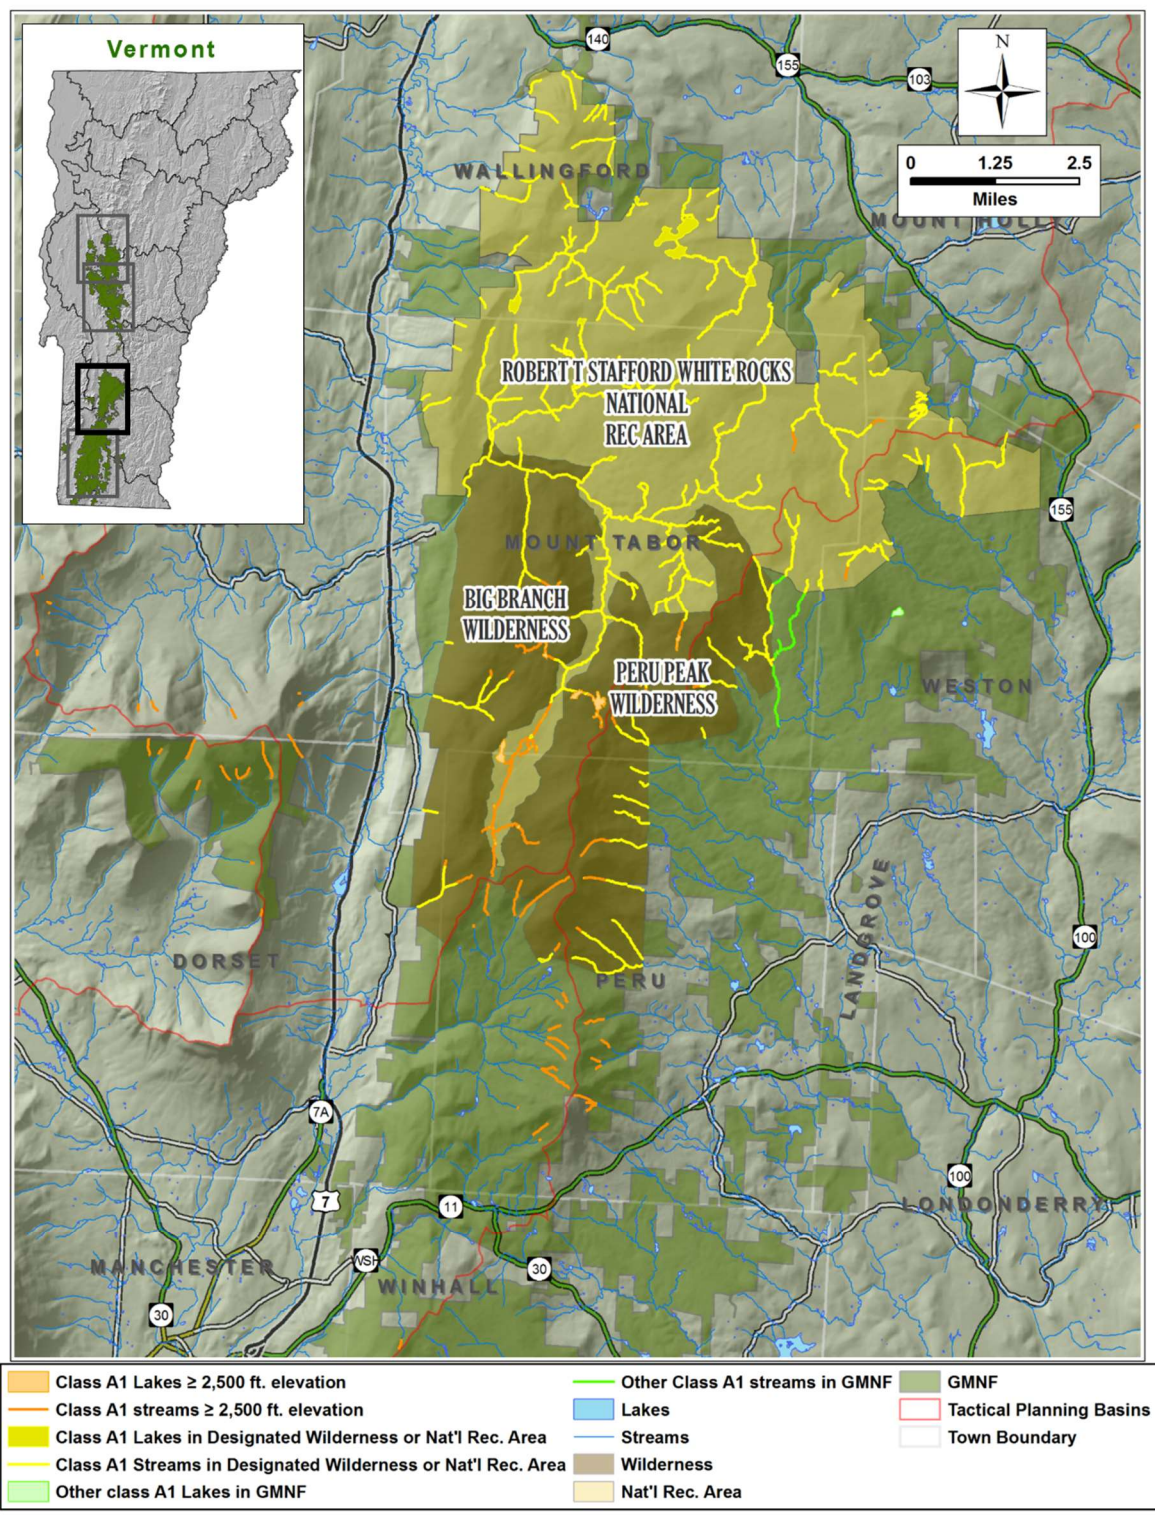 Vermont
140
155
103
N
0 1.25 2.5
Miles
WALLINGFORD
MOUNT HOLL
ROBERT T STAFFORD WHITE ROCKS
NATIONAL
REC AREA
155
MOUNT TABOR
BIG BRANCH
WILDERNESS
PERU PEAK
WILDERNESS
WESTON
LANDGROVE
100
DORSET
PERU
7A
100
7
11
LONDONDERRY
WSH
30
MANCHESTER
WINHALL
30
Class A1 Lakes ≥ 2,500 ft. elevation
Class A1 streams ≥ 2,500 ft. elevation
Class A1 Lakes in Designated Wilderness or Nat'l Rec. Area
Class A1 Streams in Designated Wilderness or Nat'l Rec. Area
Other class A1 Lakes in GMNF
Other Class A1 streams in GMNF
Lakes
Streams
Wilderness
Nat'l Rec. Area
GMNF
Tactical Planning Basins
Town Boundary